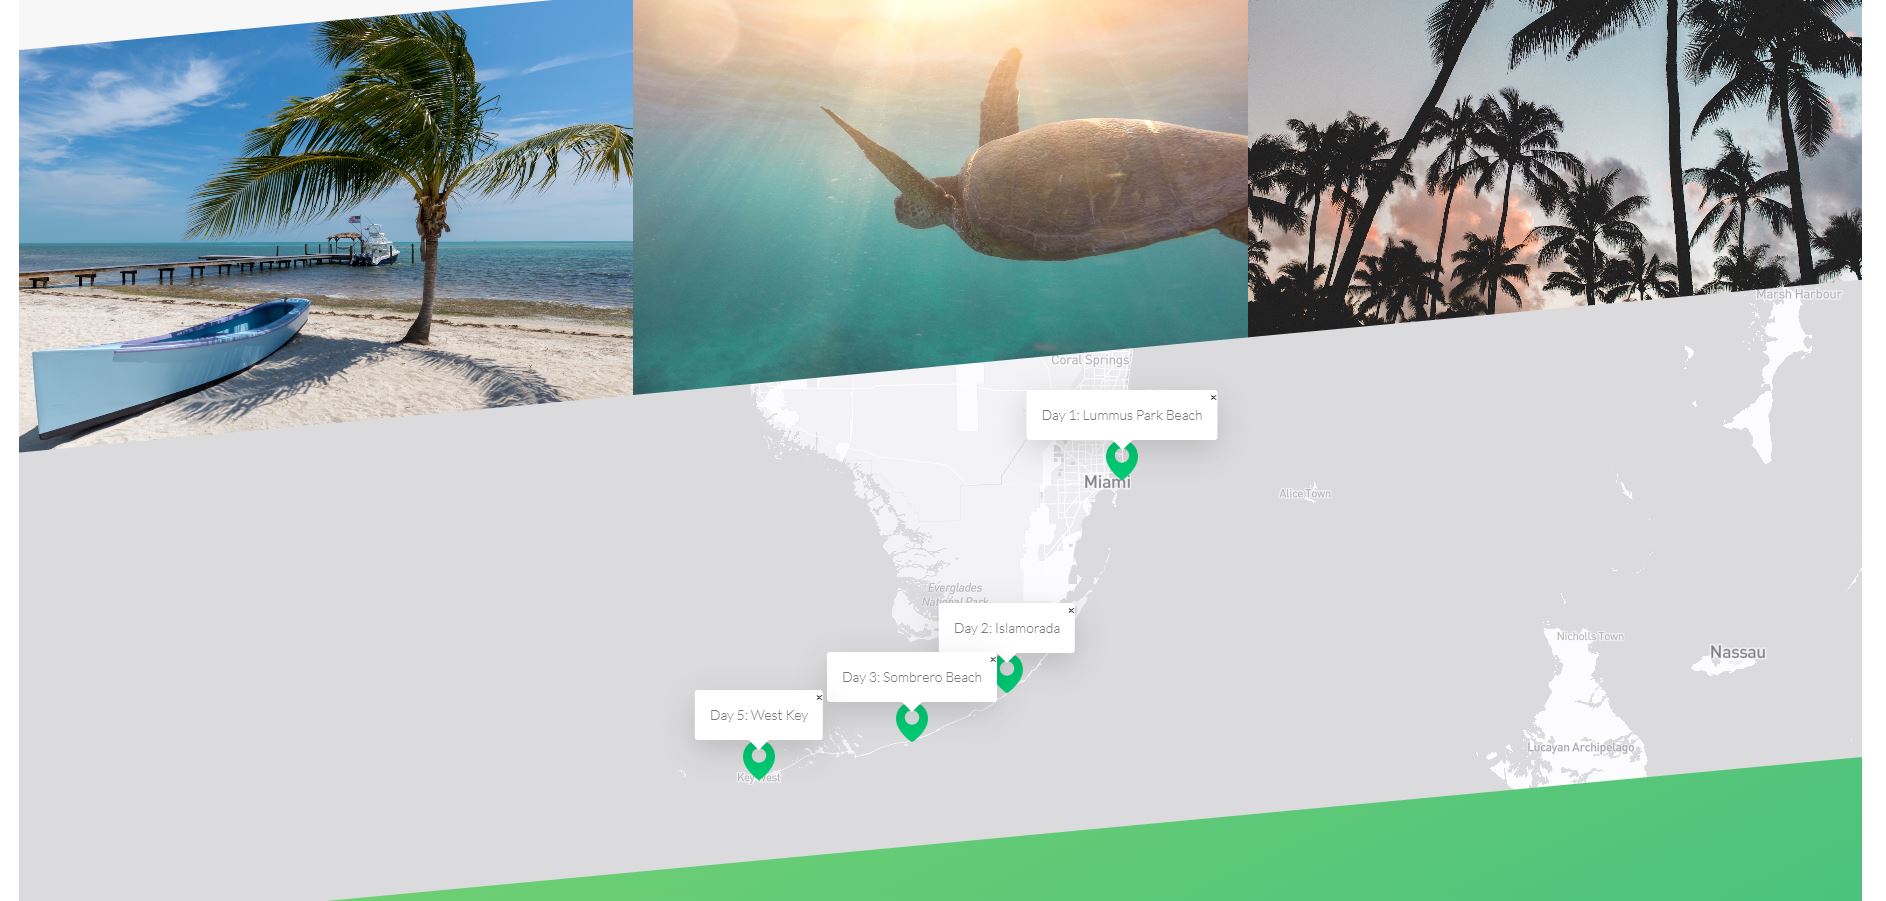 Marsh Harbour
Coral Springs
Day 1: Lummus Park Beach
Miami
Alice Town
Everglades
National Park
Day 2: Islamorada
Nicholls Town
Nassau
Day 3: Sombrero Beach
Day 5: West Key
Lucayan Archipelago
Key West